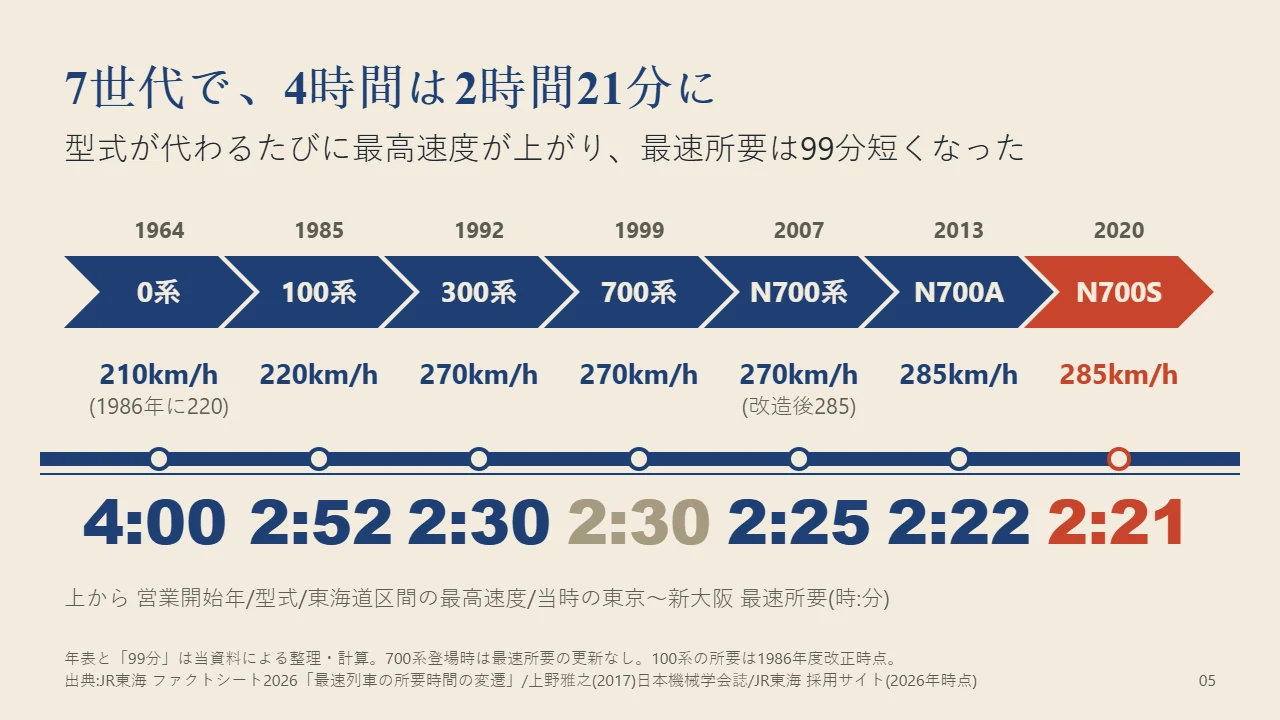 7世代で、4時間は2時間21分に
型式が代わるたびに最高速度が上がり、最速所要は99分短くなった
1964 1985 1992 1999 2007 2013 2020
0系 100系 300系 700系 N700系 N700A N700S
210km/h 220km/h 270km/h 270km/h 270km/h 285km/h 285km/h
(1986年に220) (改造後285)
4:00 2:52 2:30 2:30 2:25 2:22 2:21
上から 営業開始年/型式/東海道区間の最高速度/当時の東京～新大阪 最速所要(時:分)
年表と「99分」は当資料による整理・計算。700系登場時は最速所要の更新なし。100系の所要は1986年度改正時点。
出典:JR東海 ファクトシート2026「最速列車の所要時間の変遷」/上野雅之(2017)日本機械学会誌/JR東海 採用サイト(2026年時点)
05